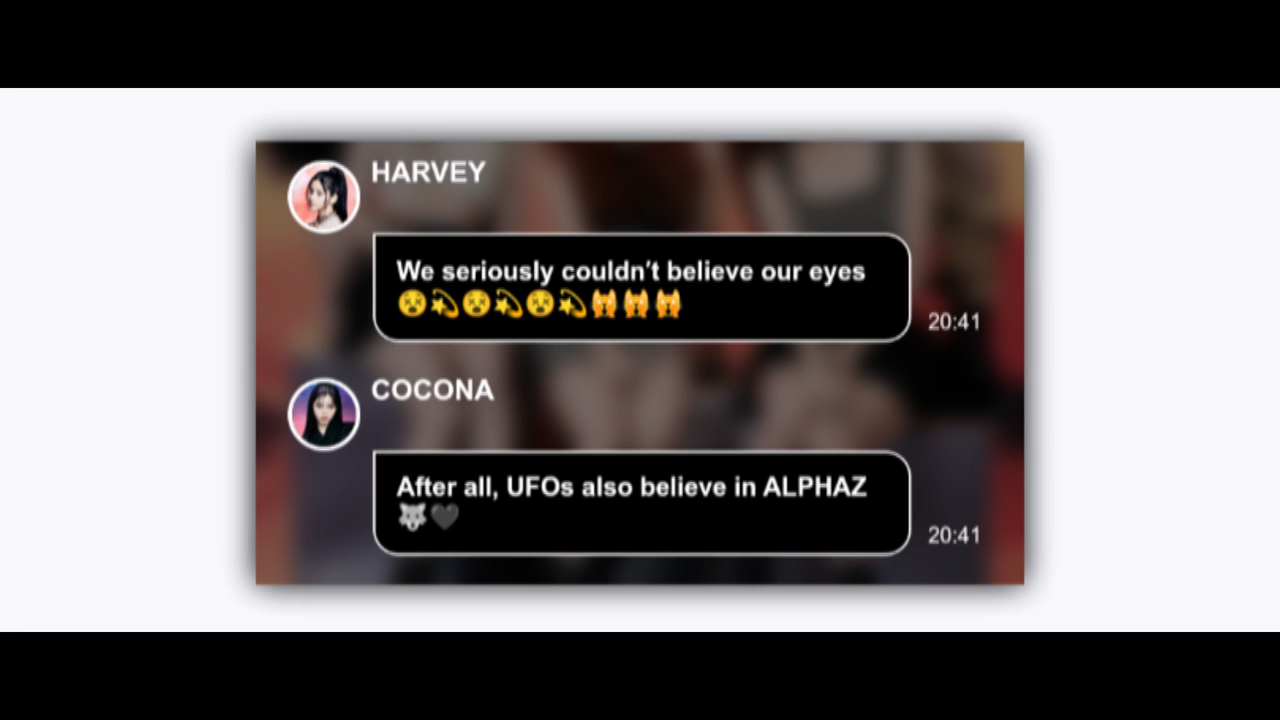 HARVEY
We seriously couldn't believe our eyes
😵💫😵💫😵💫🙀🙀🙀
20:41
COCONA
After all, UFOs also believe in ALPHAZ
🐺🖤
20:41